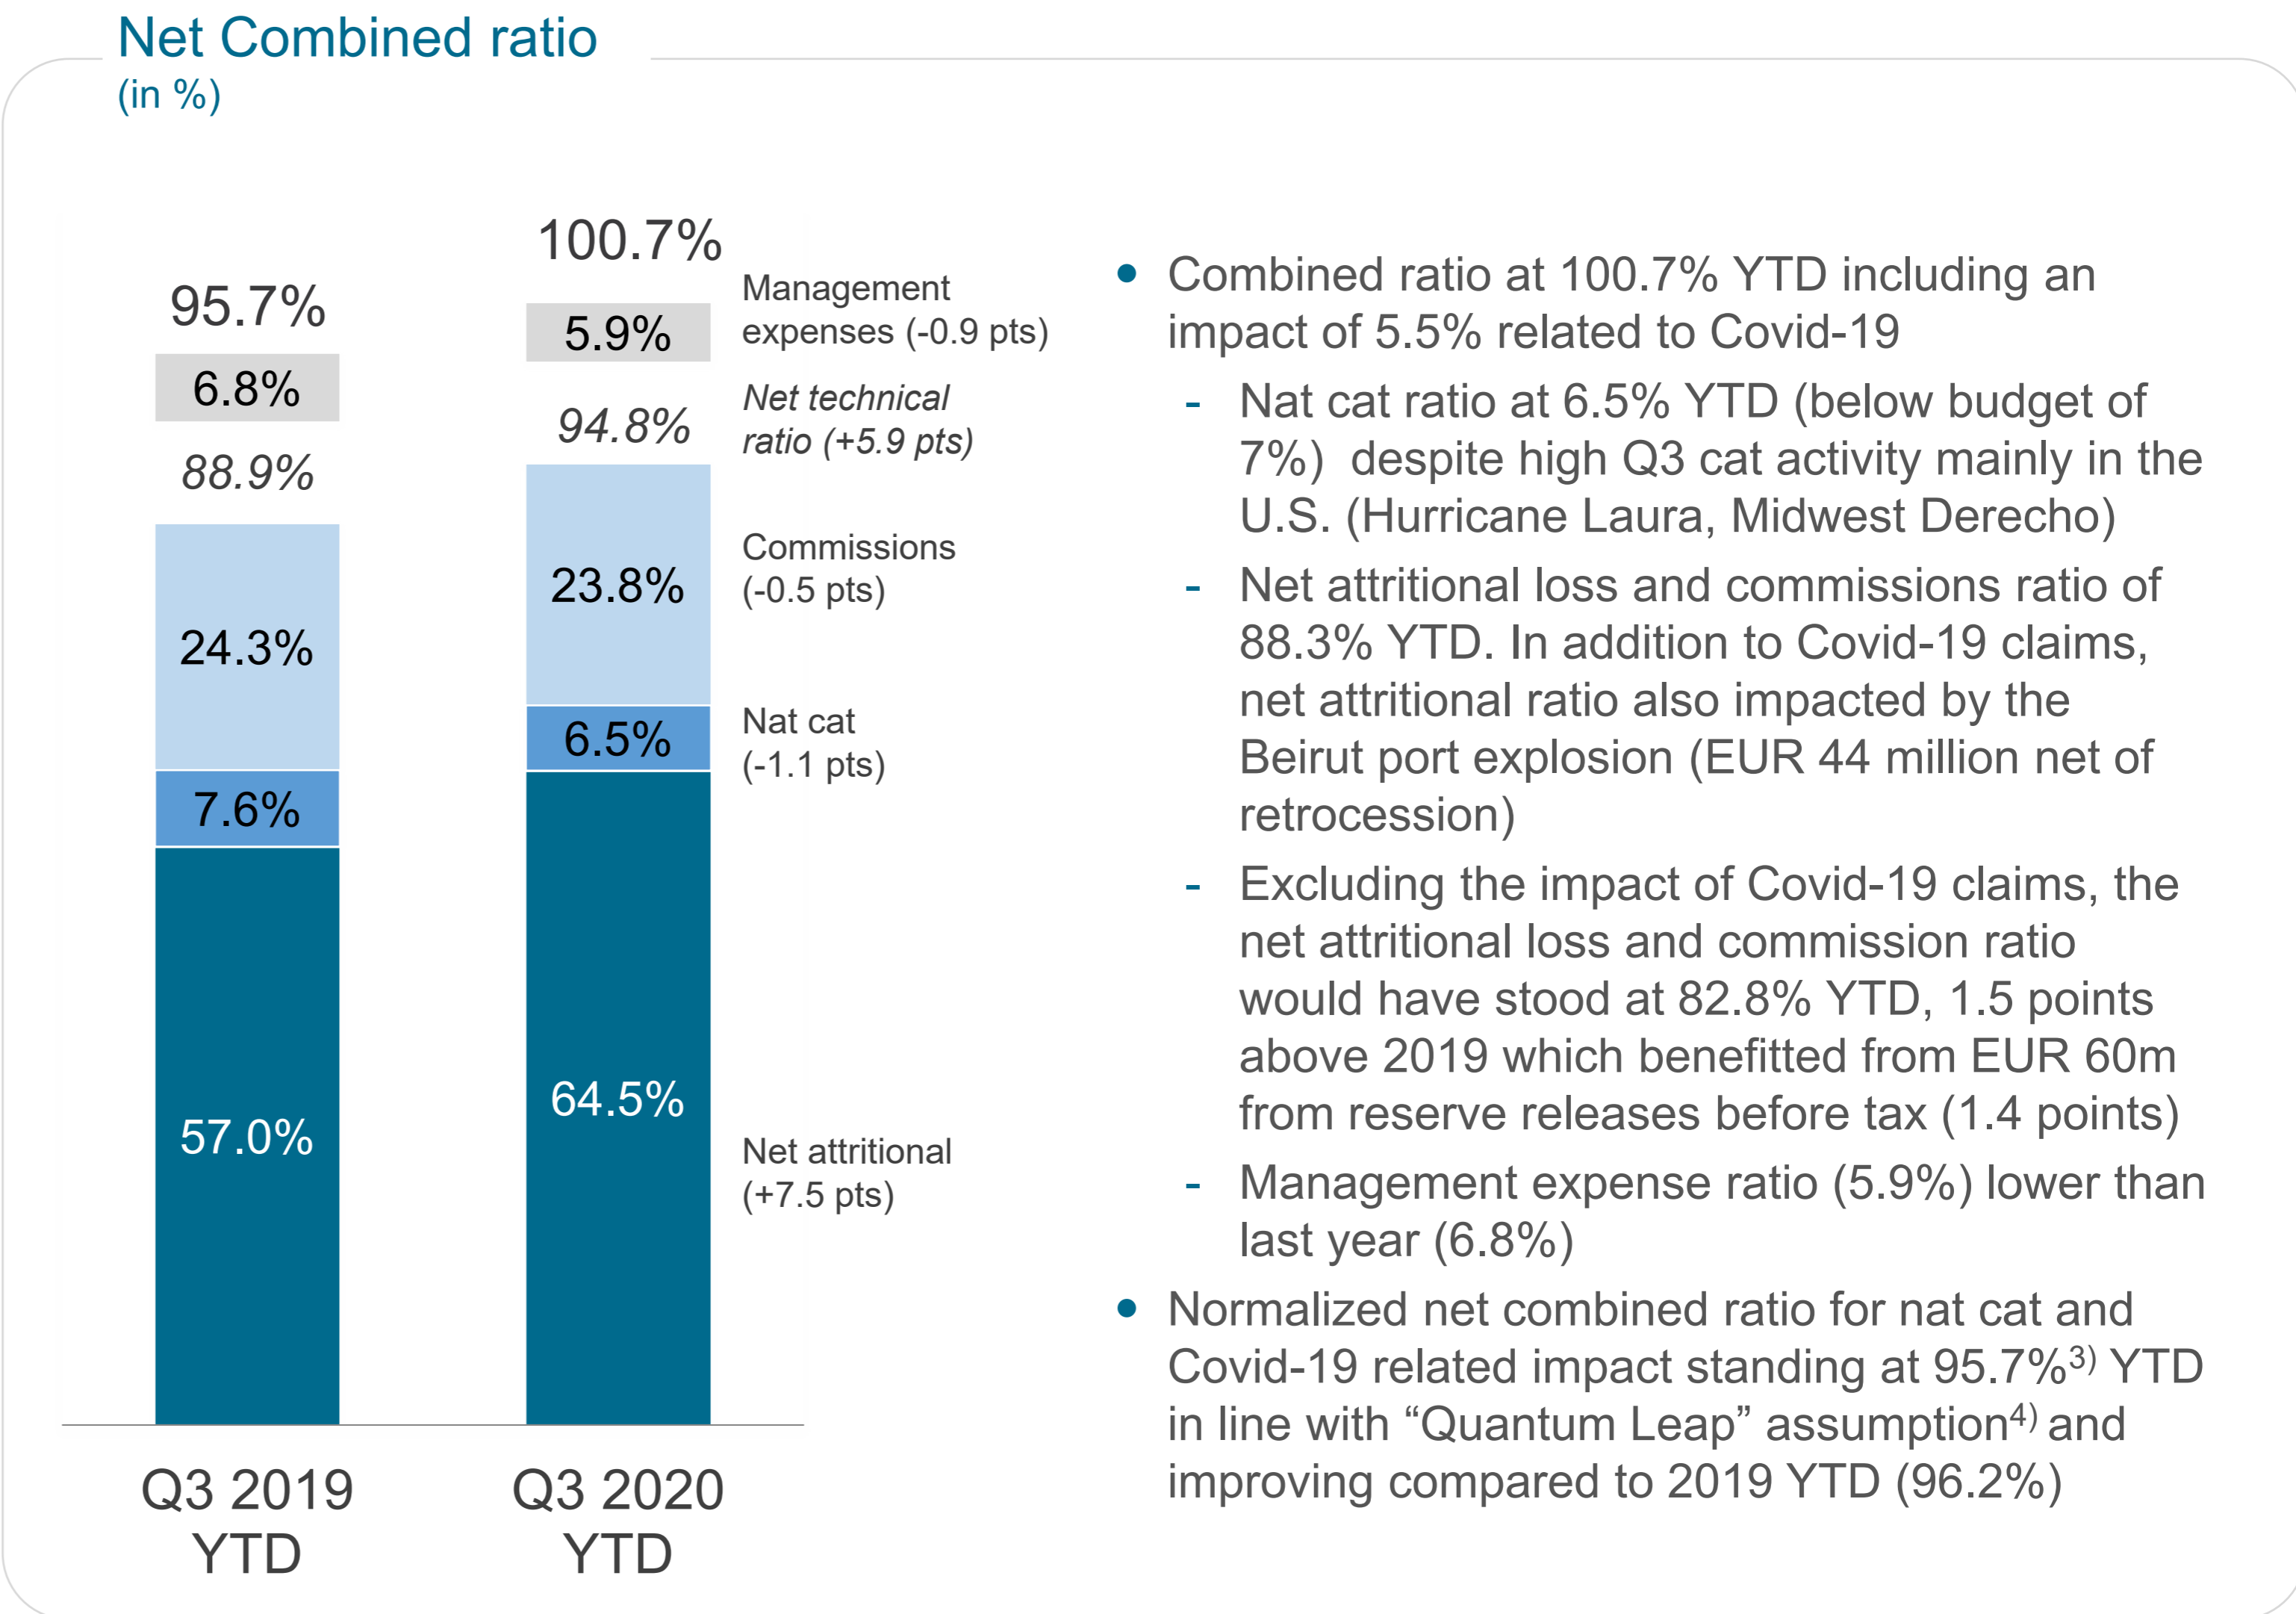 Net Combined ratio
(in %)
95.7%
6.8%
88.9%
24.3%
7.6%
57.0%
Q3 2019
YTD
100.7%
5.9%
94.8%
23.8%
6.5%
64.5%
Q3 2020
YTD
Management
expenses (-0.9 pts)
Net technical
ratio (+5.9 pts)
Commissions
(-0.5 pts)
Nat cat
(-1.1 pts)
Net attritional
(+7.5 pts)
• Combined ratio at 100.7% YTD including an
impact of 5.5% related to Covid-19
- Nat cat ratio at 6.5% YTD (below budget of
7%) despite high Q3 cat activity mainly in the
U.S. (Hurricane Laura, Midwest Derecho)
- Net attritional loss and commissions ratio of
88.3% YTD. In addition to Covid-19 claims,
net attritional ratio also impacted by the
Beirut port explosion (EUR 44 million net of
retrocession)
- Excluding the impact of Covid-19 claims, the
net attritional loss and commission ratio
would have stood at 82.8% YTD, 1.5 points
above 2019 which benefitted from EUR 60m
from reserve releases before tax (1.4 points)
- Management expense ratio (5.9%) lower than
last year (6.8%)
• Normalized net combined ratio for nat cat and
Covid-19 related impact standing at 95.7%3) YTD
in line with “Quantum Leap” assumption4) and
improving compared to 2019 YTD (96.2%)